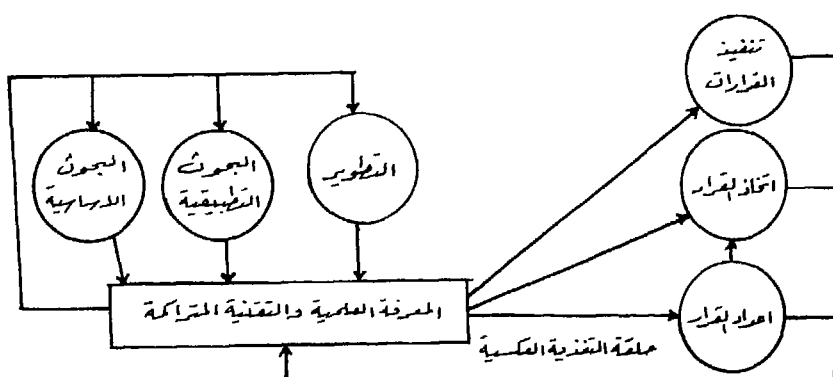 تنفيذ
القرارات
البحوث
الاساسية
البحوث
التطبيقية
التطوير
اتخاذ القرار
المعرفة العلمية والتقنية المتراكمة
اعداد القرار
حلقة التغذية العكسية